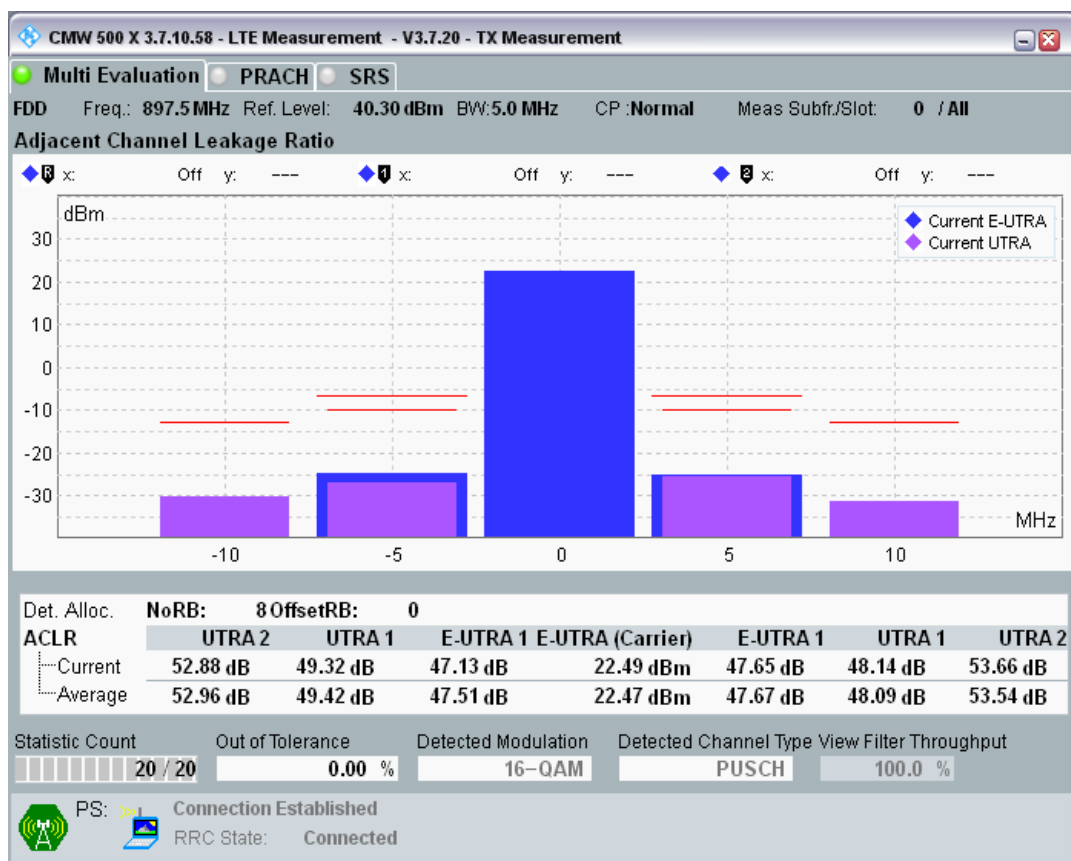 CMW 500 X 3.7.10.58 - LTE Measurement - V3.7.20 - TX Measurement
Multi Evaluation PRACH SRS
FDD Freq.: 897.5 MHz Ref. Level: 40.30 dBm BW:5.0 MHz CP :Normal Meas Subfr./Slot: 0 / All
Adjacent Channel Leakage Ratio
R x: Off y: --- 1 x: Off y: --- 2 x: Off y: ---
dBm
Current E-UTRA
Current UTRA
30
20
10
0
-10
-20
-30
MHz
-10 -5 0 5 10
Det. Alloc. NoRB: 8 OffsetRB: 0
ACLR UTRA 2 UTRA 1 E-UTRA 1 E-UTRA (Carrier) E-UTRA 1 UTRA 1 UTRA 2
Current 52.88 dB 49.32 dB 47.13 dB 22.49 dBm 47.65 dB 48.14 dB 53.66 dB
Average 52.96 dB 49.42 dB 47.51 dB 22.47 dBm 47.67 dB 48.09 dB 53.54 dB
Statistic Count Out of Tolerance Detected Modulation Detected Channel Type View Filter Throughput
20 / 20 0.00 % 16-QAM PUSCH 100.0 %
PS: Connection Established
RRC State: Connected